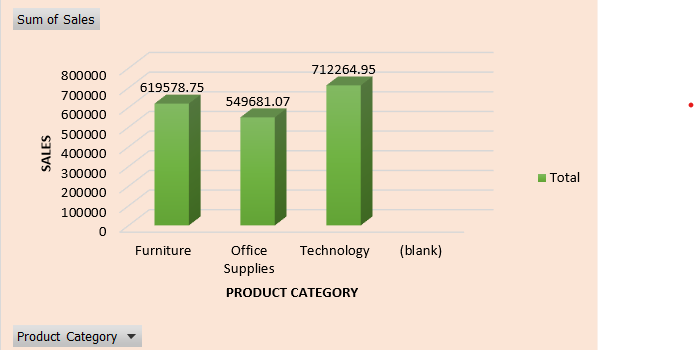 Sum of Sales
712264.95
619578.75
549681.07
800000
700000
600000
500000
400000
300000
200000
100000
0
SALES
Total
Furniture
Office
Supplies
Technology
(blank)
PRODUCT CATEGORY
Product Category